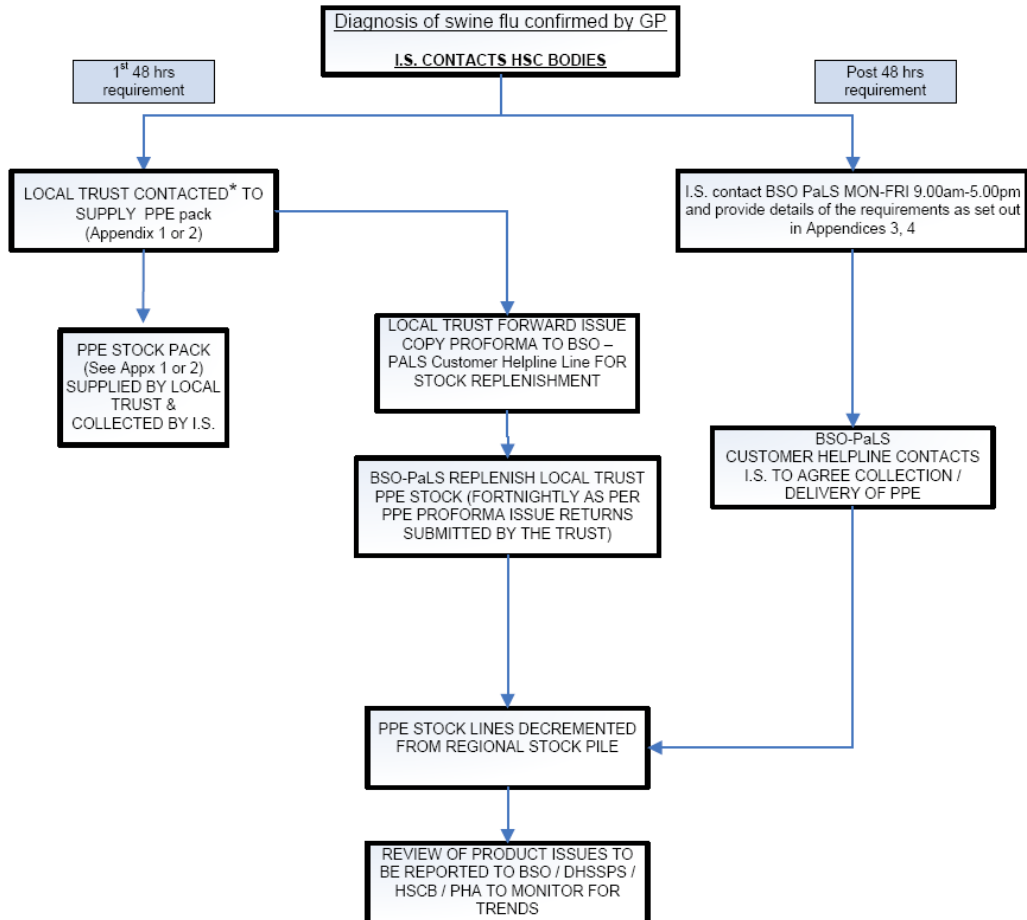 Diagnosis of swine flu confirmed by GP
I.S. CONTACTS HSC BODIES
1st 48 hrs
requirement
Post 48 hrs
requirement
LOCAL TRUST CONTACTED* TO
SUPPLY PPE pack
(Appendix 1 or 2)
I.S. contact BSO PaLS MON-FRI 9.00am-5.00pm
and provide details of the requirements as set out
in Appendices 3, 4
PPE STOCK PACK
(See Appx 1 or 2)
SUPPLIED BY LOCAL
TRUST &
COLLECTED BY I.S.
LOCAL TRUST FORWARD ISSUE
COPY PROFORMA TO BSO –
PALS Customer Helpline Line FOR
STOCK REPLENISHMENT
BSO-PaLS
CUSTOMER HELPLINE CONTACTS
I.S. TO AGREE COLLECTION /
DELIVERY OF PPE
BSO-PaLS REPLENISH LOCAL TRUST
PPE STOCK (FORTNIGHTLY AS PER
PPE PROFORMA ISSUE RETURNS
SUBMITTED BY THE TRUST)
PPE STOCK LINES DECREMENTED
FROM REGIONAL STOCK PILE
REVIEW OF PRODUCT ISSUES TO
BE REPORTED TO BSO / DHSSPS /
HSCB / PHA TO MONITOR FOR
TRENDS